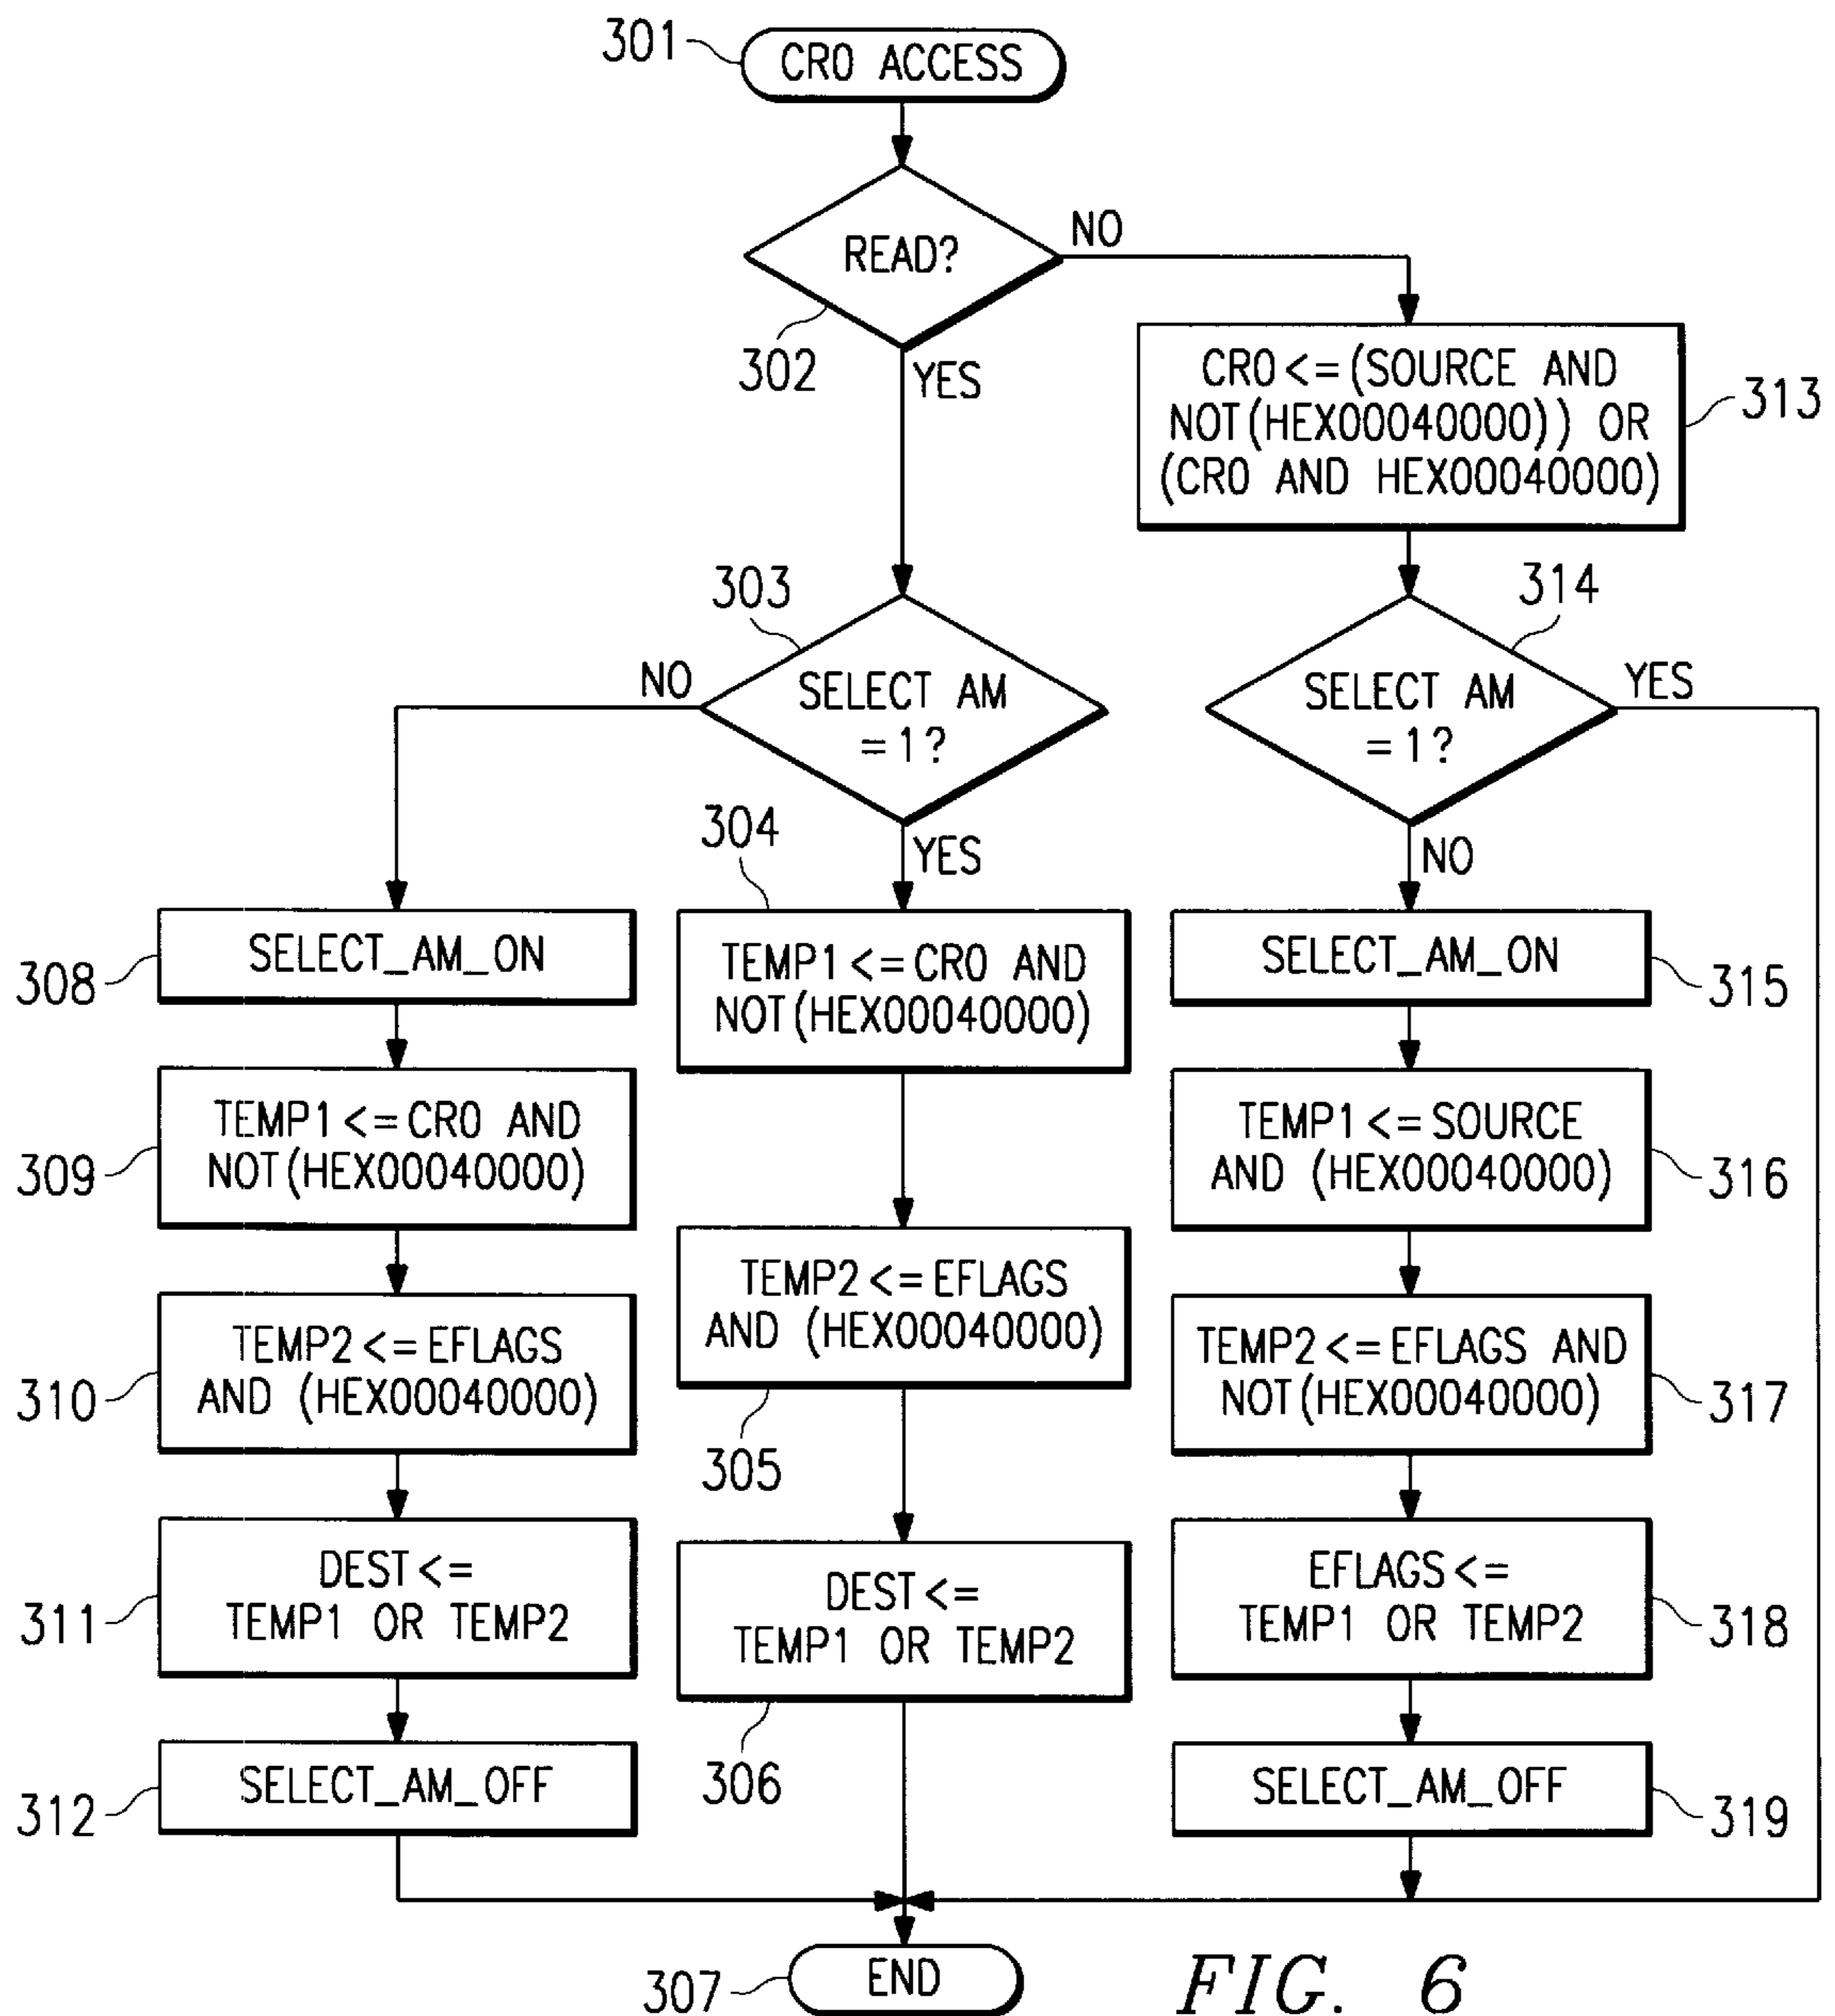 301
CR0 ACCESS
READ?
NO
302
YES
CR0<=(SOURCE AND
NOT(HEX00040000)) OR
(CR0 AND HEX00040000)
313
303
NO
SELECT AM
=1?
YES
314
SELECT AM
=1?
YES
NO
308
SELECT_AM_ON
309
TEMP1<=CR0 AND
NOT(HEX00040000)
310
TEMP2<=EFLAGS
AND (HEX00040000)
311
DEST<=
TEMP1 OR TEMP2
312
SELECT_AM_OFF
304
TEMP1<=CR0 AND
NOT(HEX00040000)
TEMP2<=EFLAGS
AND (HEX00040000)
305
DEST<=
TEMP1 OR TEMP2
306
SELECT_AM_ON
315
TEMP1<=SOURCE
AND (HEX00040000)
316
TEMP2<=EFLAGS AND
NOT(HEX00040000)
317
EFLAGS<=
TEMP1 OR TEMP2
318
SELECT_AM_OFF
319
307
END
FIG. 6